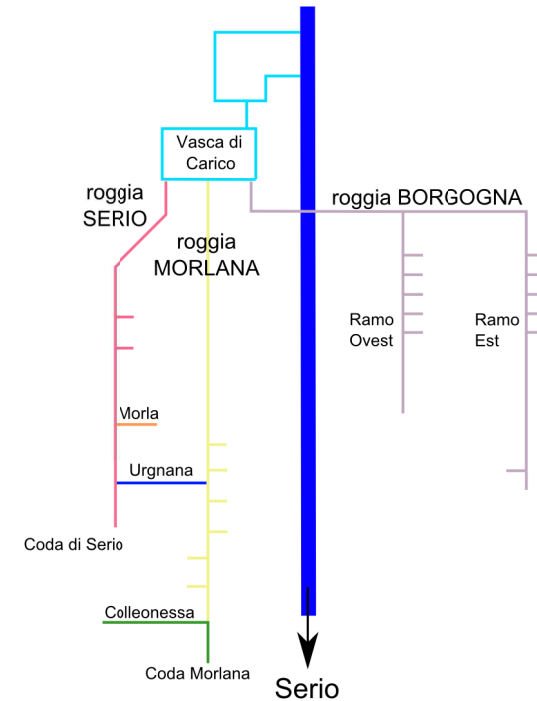 Vasca di
Carico
roggia
SERIO
roggia
MORLANA
roggia BORGOGNA
Ramo
Ovest
Ramo
Est
Morla
Urgnana
Coda di Serio
Colleonessa
Coda Morlana
Serio